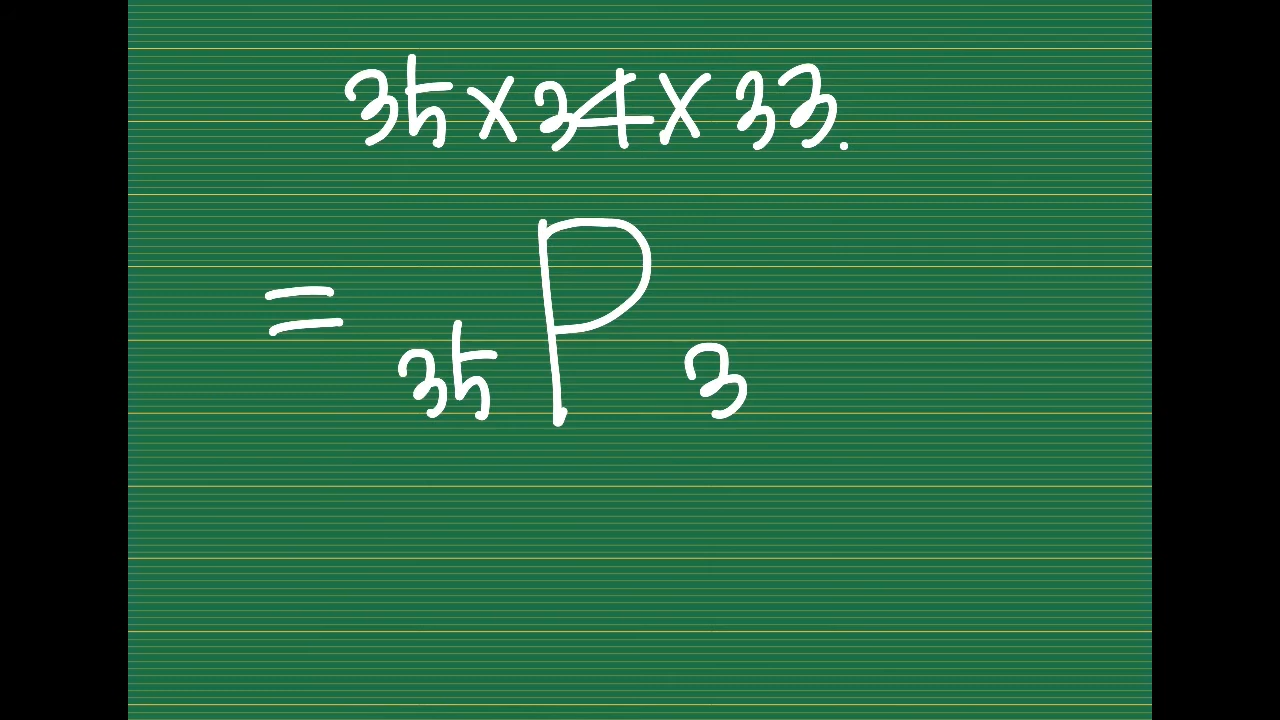 35×34×33.
= ₃₅P₃